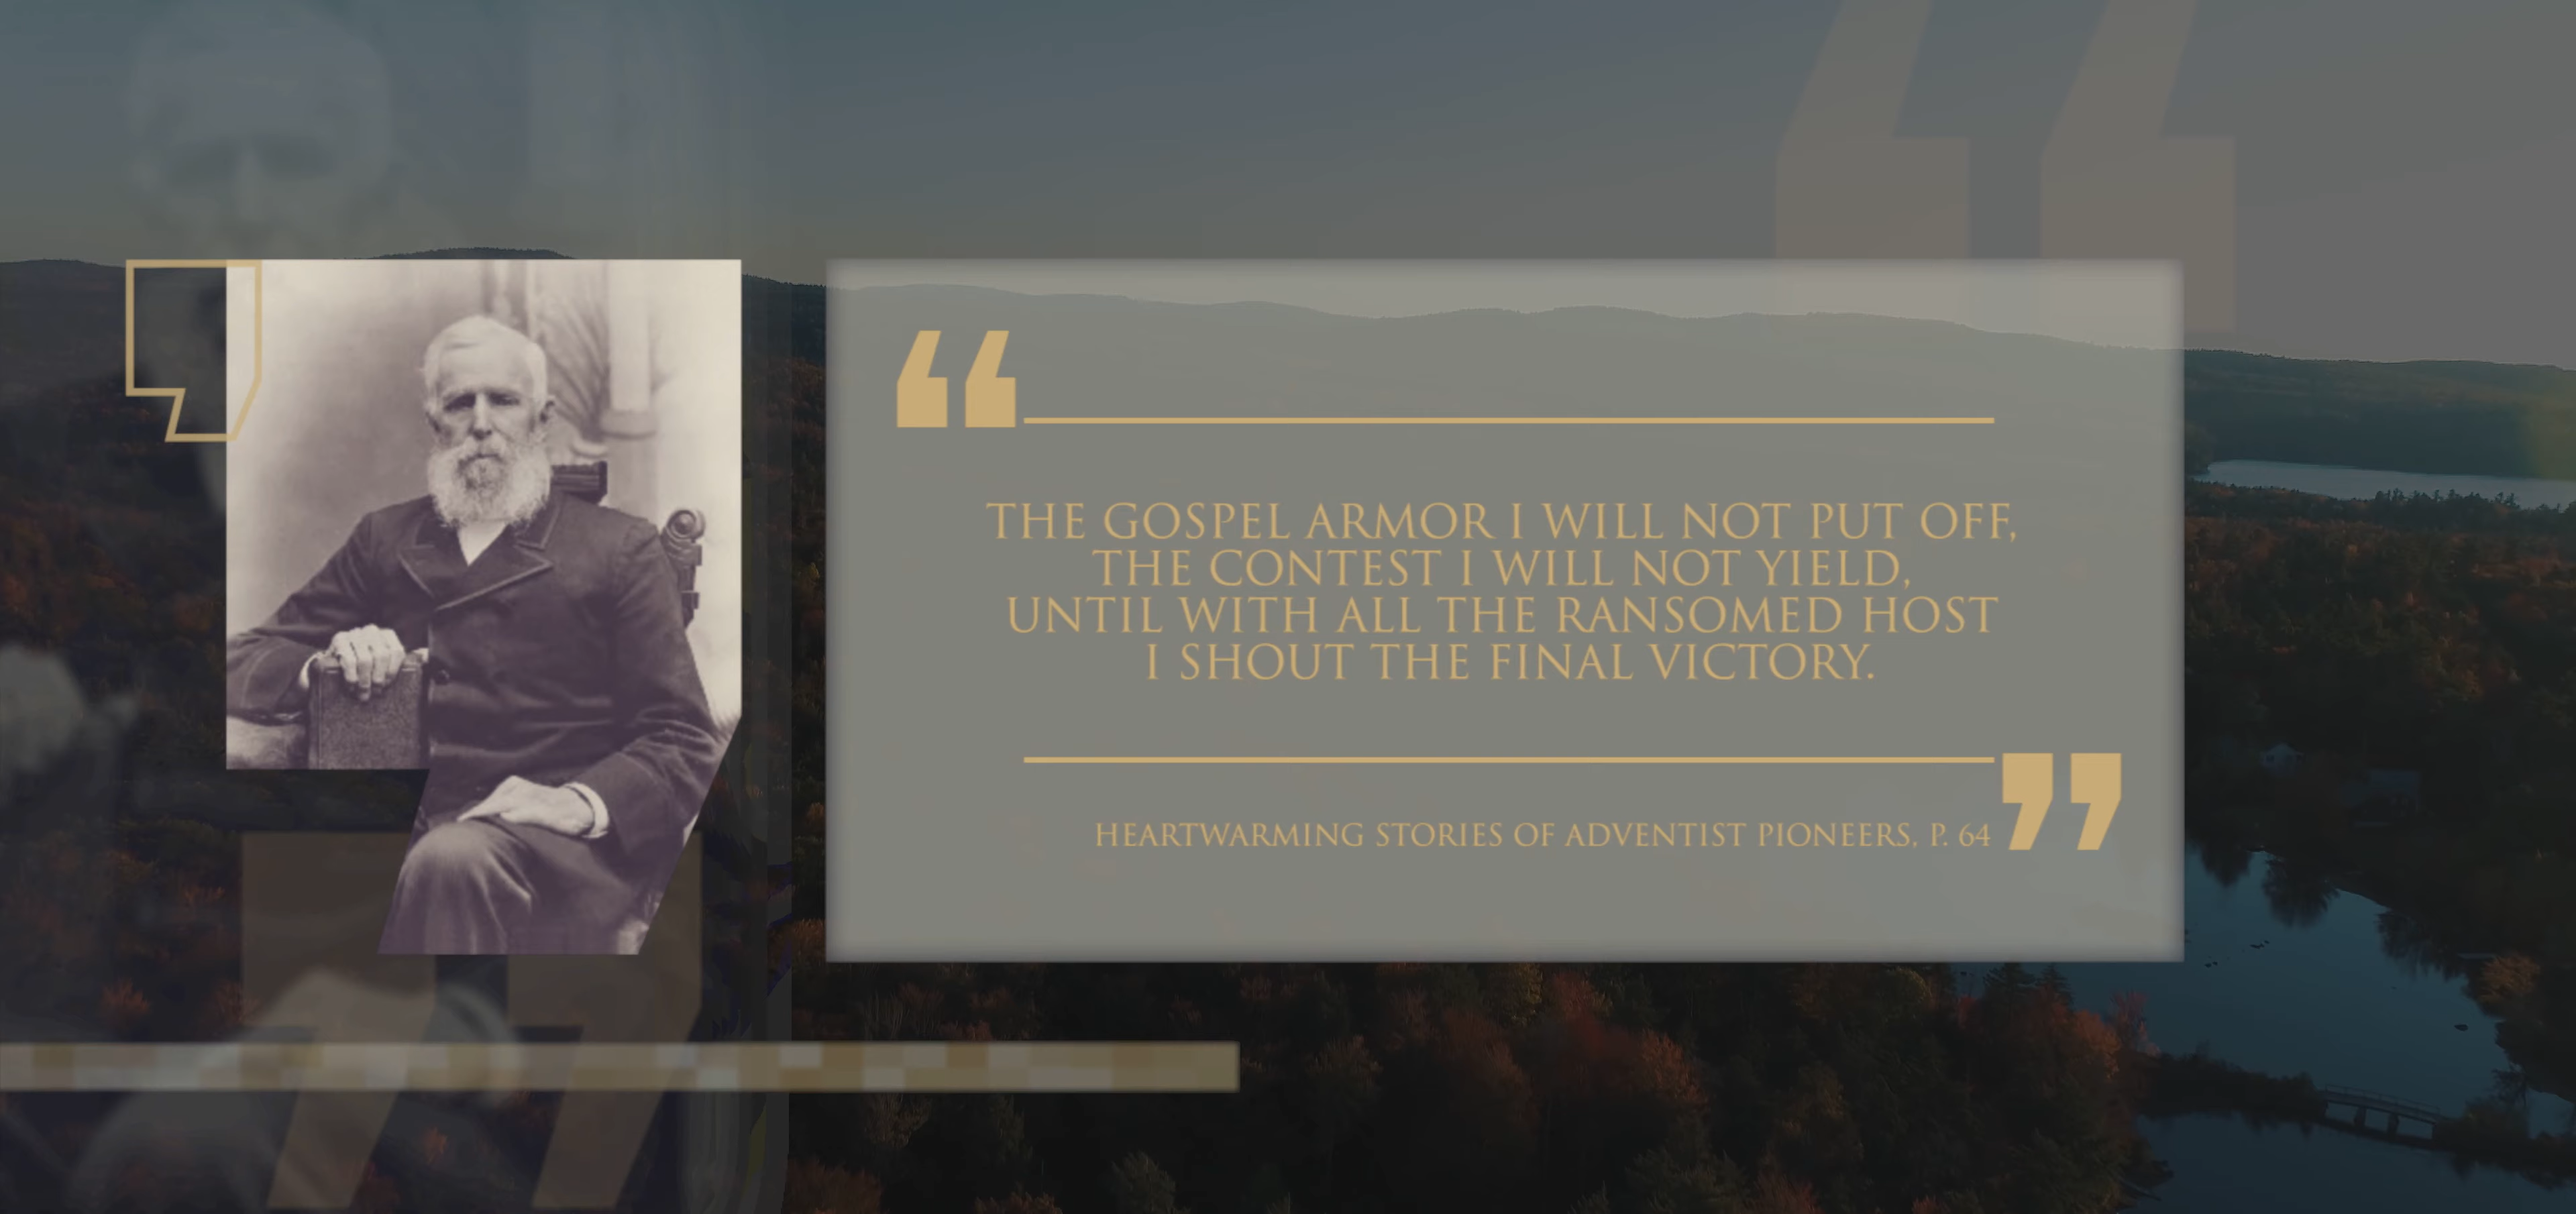 THE GOSPEL ARMOR I WILL NOT PUT OFF,
THE CONTEST I WILL NOT YIELD,
UNTIL WITH ALL THE RANSOMED HOST
I SHOUT THE FINAL VICTORY.
HEARTWARMING STORIES OF ADVENTIST PIONEERS, P. 64